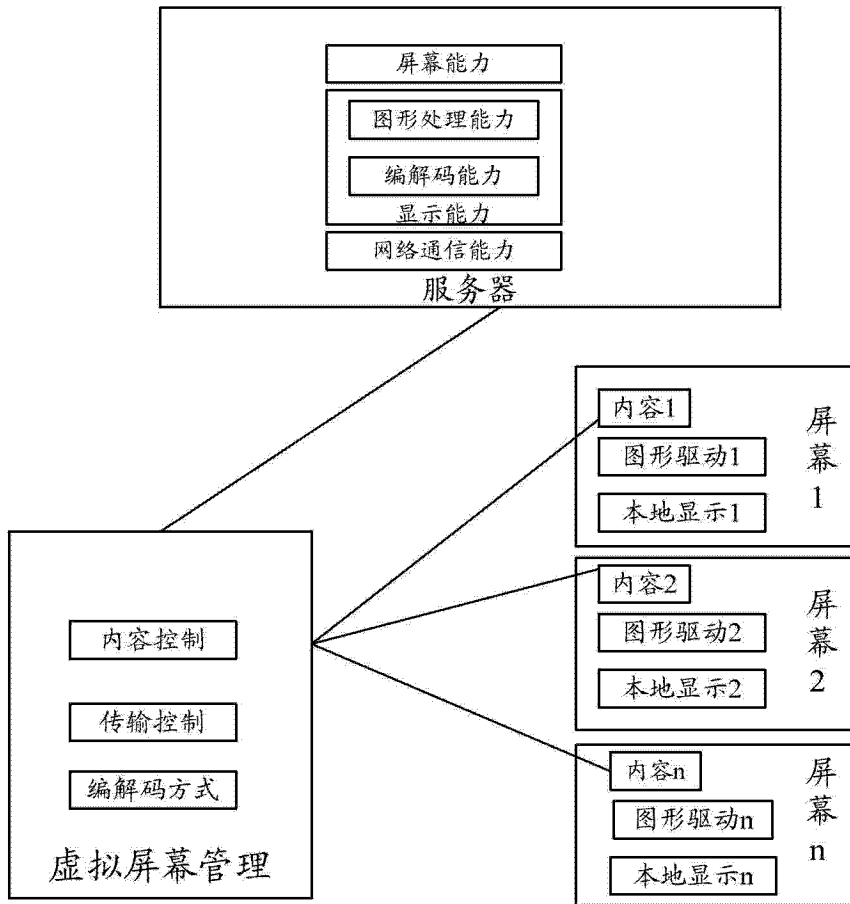 屏幕能力
图形处理能力
编解码能力
显示能力
网络通信能力
服务器
内容1
图形驱动1
本地显示1
屏幕1
内容2
图形驱动2
本地显示2
屏幕2
内容n
图形驱动n
本地显示n
屏幕n
内容控制
传输控制
编解码方式
虚拟屏幕管理